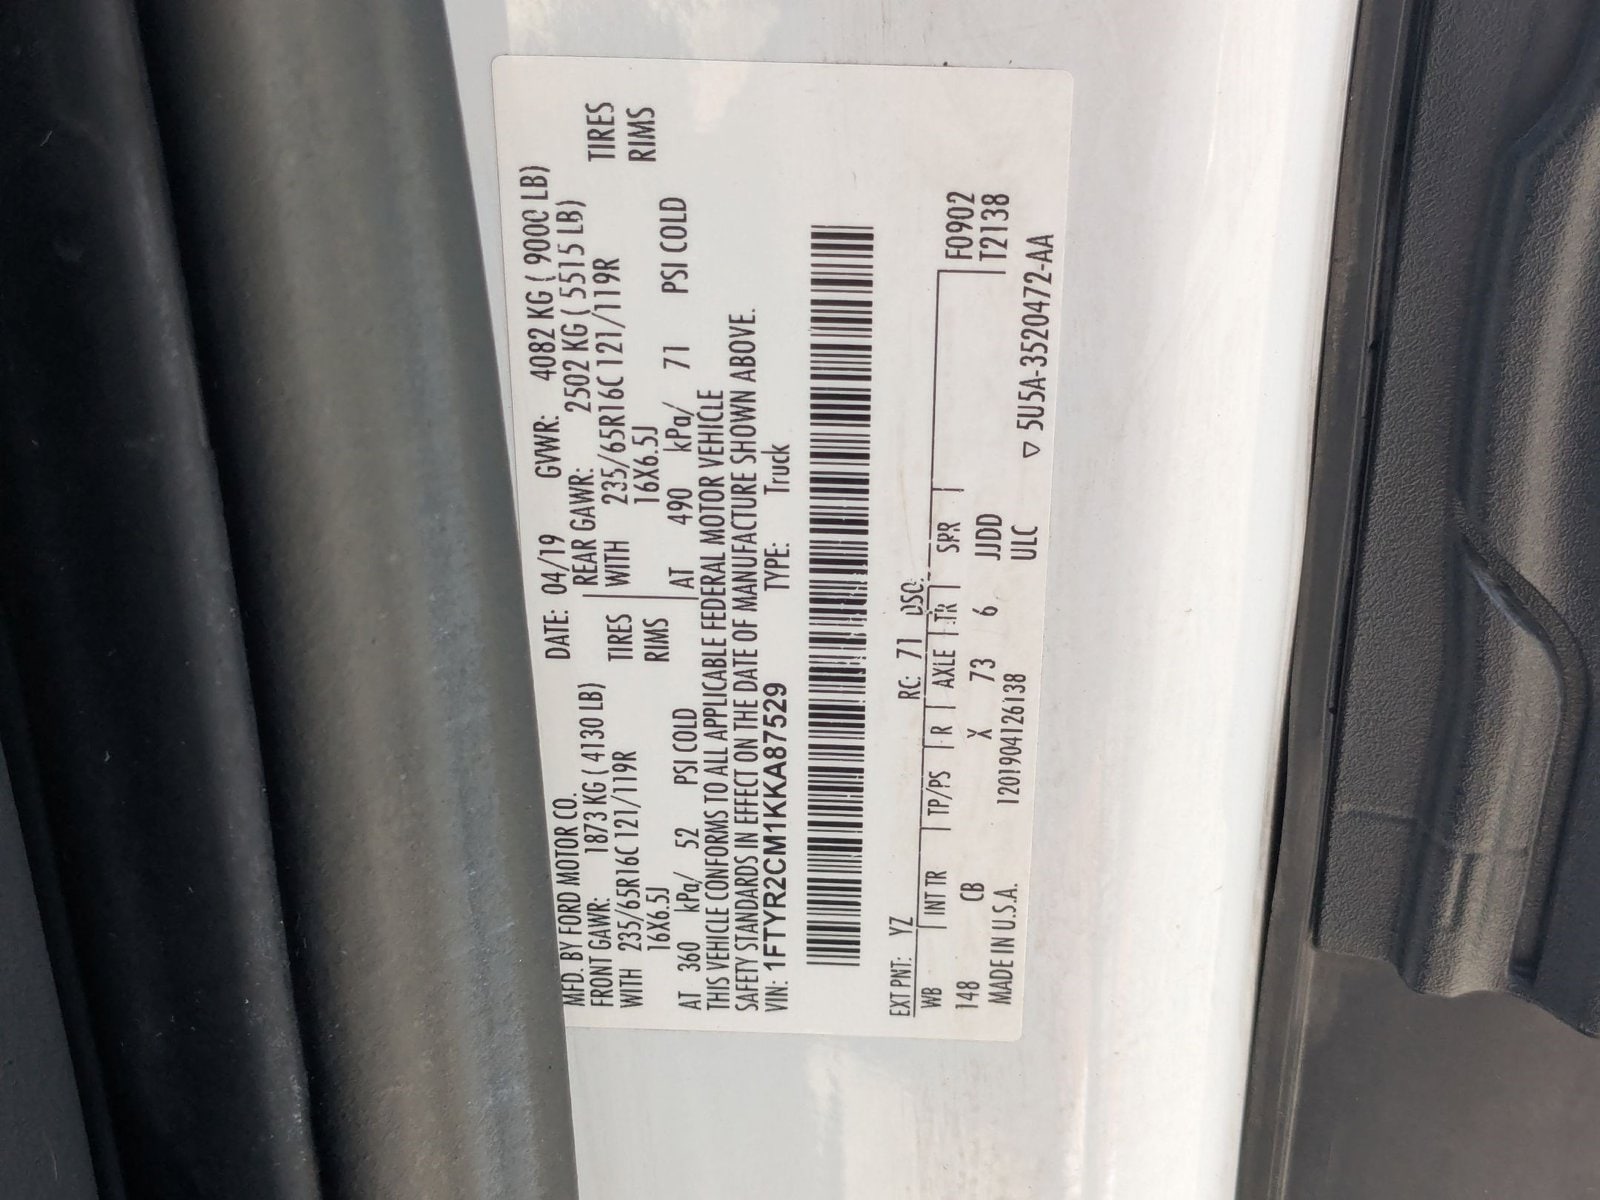 MFD. BY FORD MOTOR CO. DATE: 04/19 GVWR: 4082 KG ( 9000 LB)
FRONT GAWR: 1873 KG ( 4130 LB) REAR GAWR: 2502 KG ( 5515 LB)
WITH 235/65R16C 121/119R TIRES WITH 235/65R16C 121/119R TIRES
16X6.5J RIMS 16X6.5J RIMS
AT 360 kPa/ 52 PSI COLD AT 490 kPa/ 71 PSI COLD
THIS VEHICLE CONFORMS TO ALL APPLICABLE FEDERAL MOTOR VEHICLE
SAFETY STANDARDS IN EFFECT ON THE DATE OF MANUFACTURE SHOWN ABOVE.
VIN: 1FTYR2CM1KKA87529 TYPE: Truck
EXT PNT: YZ RC: 71 DSO:
WB INT TR TP/PS R AXLE TR SPR F0902
148 CB X 73 6 JJDD T2138
MADE IN U.S.A. 1201904126138 ULC
▽ 5U5A-3520472-AA